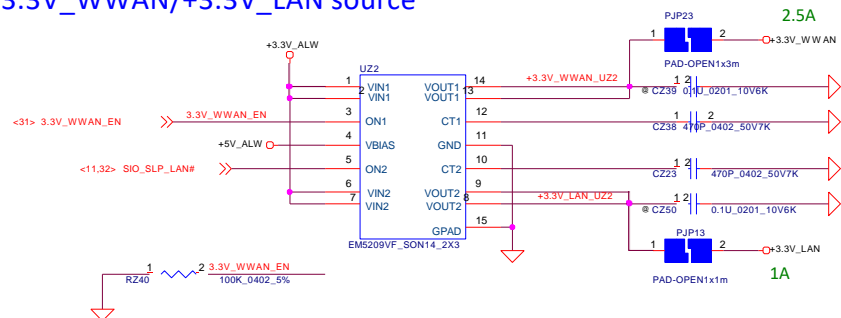 3.3V_WWAN/+3.3V_LAN source
PJP23
2.5A
1 2
+3.3V_WWAN
PAD-OPEN1x3m
+3.3V_ALW
UZ2
1 VIN1 VOUT1 14 +3.3V_WWAN_UZ2 1 2
2 VIN1 VOUT1 13 @ CZ39 0.1U_0201_10V6K
<31> 3.3V_WWAN_EN 3.3V_WWAN_EN 3 ON1 CT1 12 1 2
CZ38 470P_0402_50V7K
+5V_ALW 4 VBIAS GND 11
<11,32> SIO_SLP_LAN# 5 ON2 CT2 10 1 2
CZ23 470P_0402_50V7K
6 VIN2 VOUT2 9 1 2
7 VIN2 VOUT2 8 +3.3V_LAN_UZ2
@ CZ50 0.1U_0201_10V6K
GPAD 15
EM5209VF_SON14_2X3
PJP13
1 2
+3.3V_LAN
PAD-OPEN1x1m
1A
1 2 3.3V_WWAN_EN
RZ40 100K_0402_5%